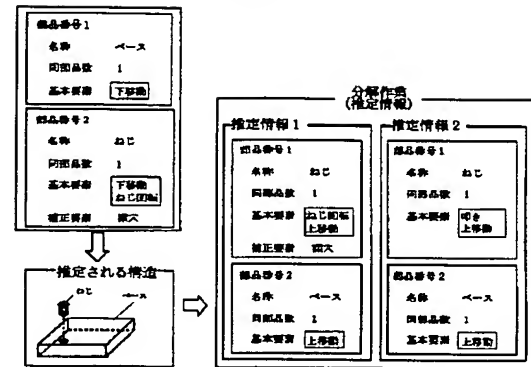 部品番号1
名称 ベース
同部品数 1
基本要素 下移動
部品番号2
名称 ねじ
同部品数 1
基本要素 下移動
ねじ回転
補正要素
推定される構造
ねじ
ベース
分解作業
(推定情報)
推定情報1
部品番号1
名称 ねじ
同部品数 1
基本要素 ねじ回転
上移動
補正要素
部品番号2
名称 ベース
同部品数 1
基本要素 上移動
推定情報2
部品番号1
名称 ねじ
同部品数 1
基本要素 叩き
上移動
部品番号2
名称 ベース
同部品数 1
基本要素 上移動